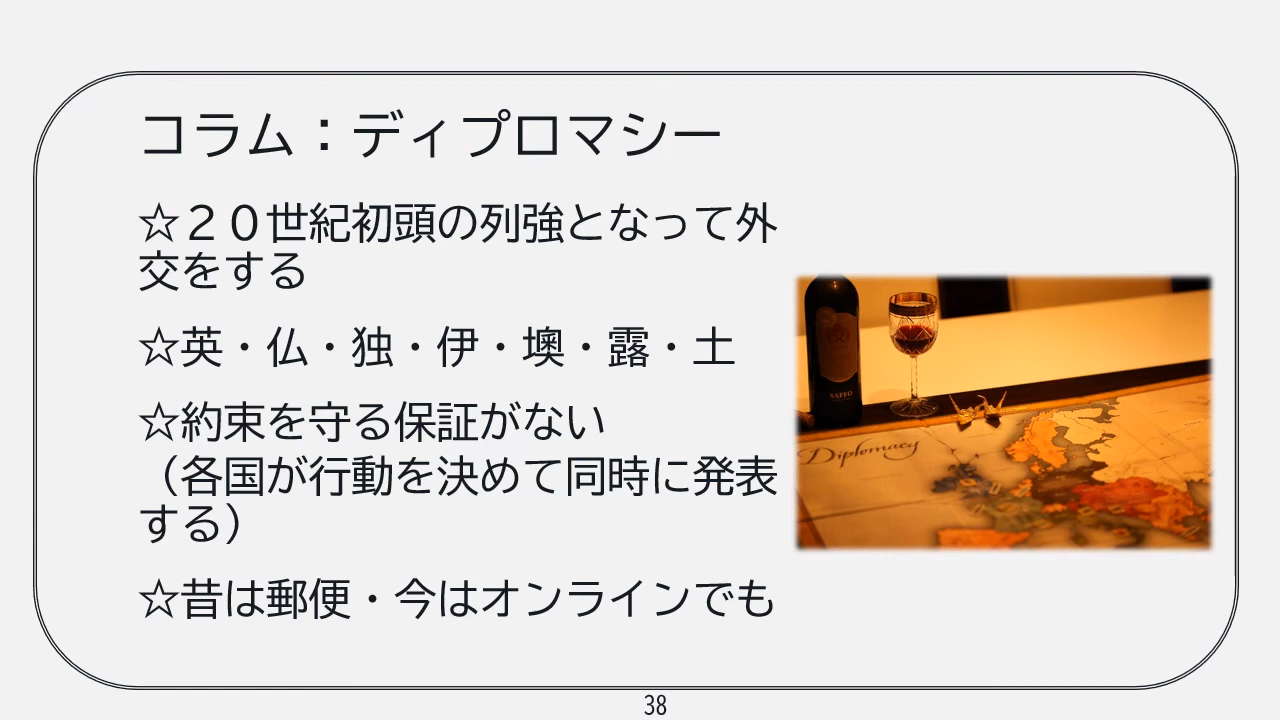 コラム：ディプロマシー
☆２０世紀初頭の列強となって外
交をする
☆英・仏・独・伊・墺・露・土
☆約束を守る保証がない
（各国が行動を決めて同時に発表
する）
☆昔は郵便・今はオンラインでも
NAFFO
Diplomacy
38